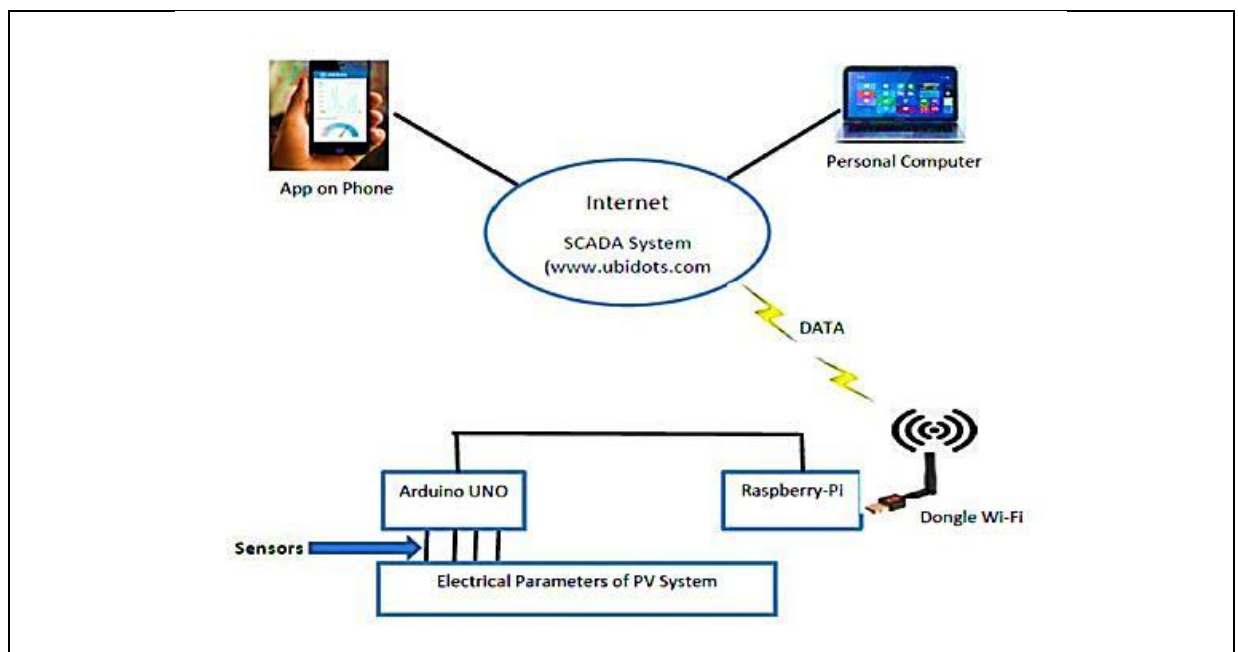 App on Phone
Personal Computer
Internet
SCADA System
(www.ubidots.com
DATA
Arduino UNO
Raspberry-Pi
Dongle Wi-Fi
Sensors
Electrical Parameters of PV System